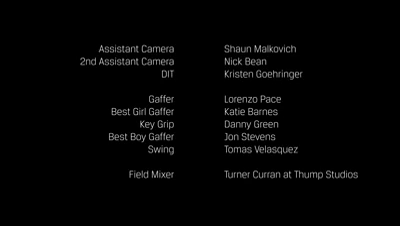 Assistant Camera Shaun Malkovich
2nd Assistant Camera Nick Bean
DIT Kristen Goehringer
Gaffer Lorenzo Pace
Best Girl Gaffer Katie Barnes
Key Grip Danny Green
Best Boy Gaffer Jon Stevens
Swing Tomas Velasquez
Field Mixer Turner Curran at Thump Studios